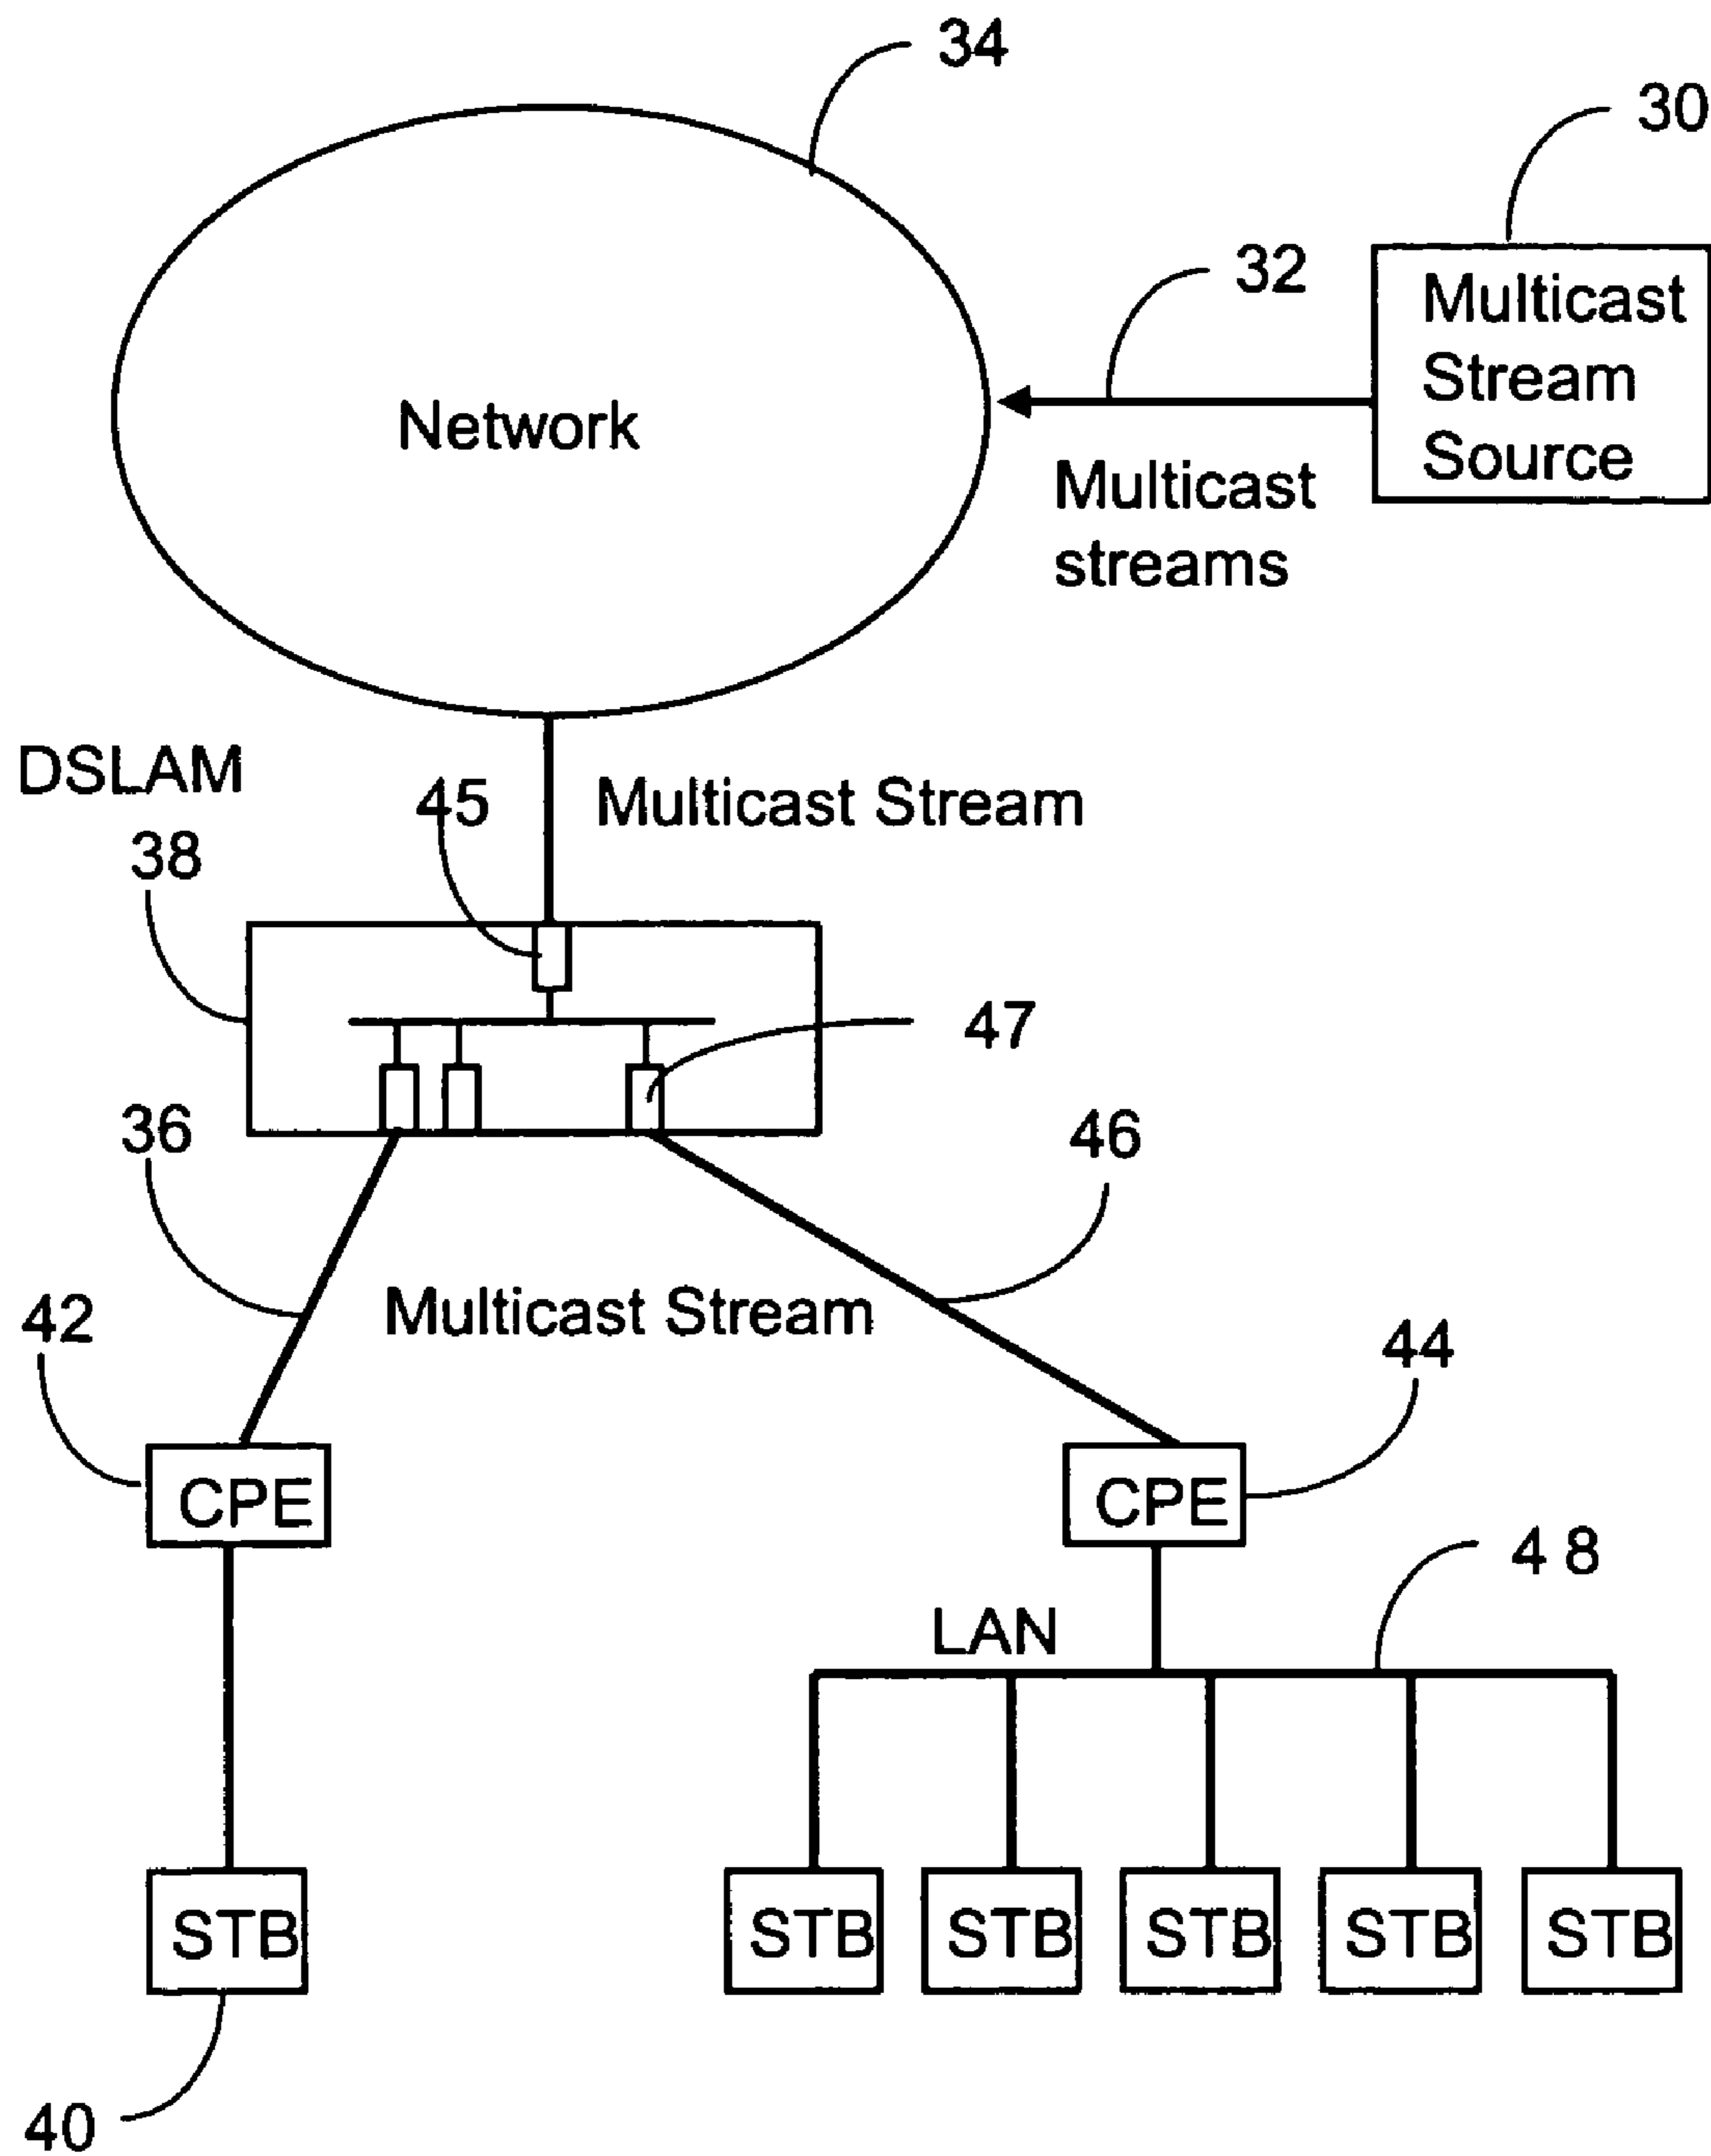 34
30
32
Multicast
Stream
Source
Network
Multicast
streams
DSLAM
45
Multicast Stream
38
47
36
46
Multicast Stream
42
44
CPE
CPE
4 8
LAN
STB
STB
STB
STB
STB
STB
40